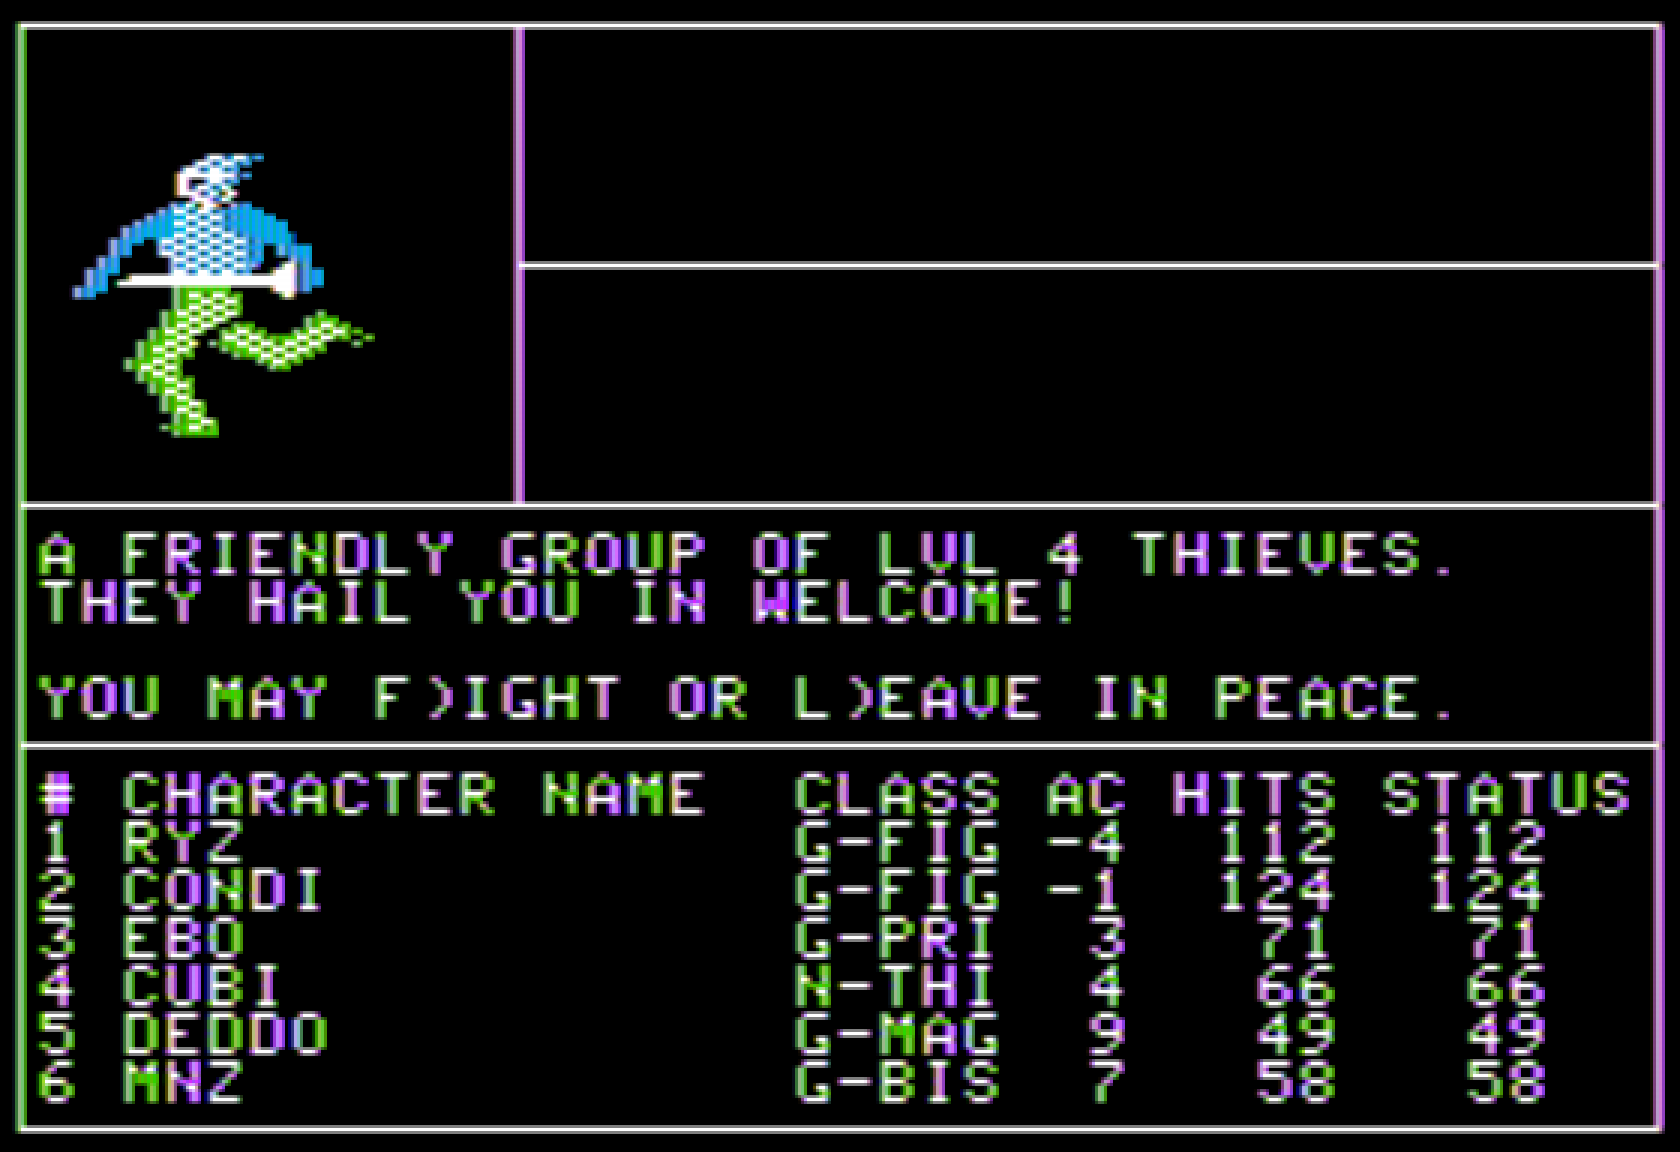 A FRIENDLY GROUP OF LVL 4 THIEVES.
THEY HAIL YOU IN WELCOME!
YOU MAY F)IGHT OR L)EAVE IN PEACE.
# CHARACTER NAME CLASS AC HITS STATUS
1 RYZ G-FIG -4 112 112
2 CONDI G-FIG -1 124 124
3 EBO G-PRI 3 71 71
4 CUBI N-THI 4 66 66
5 DEDDO G-MAG 9 49 49
6 MNZ G-BIS 7 58 58